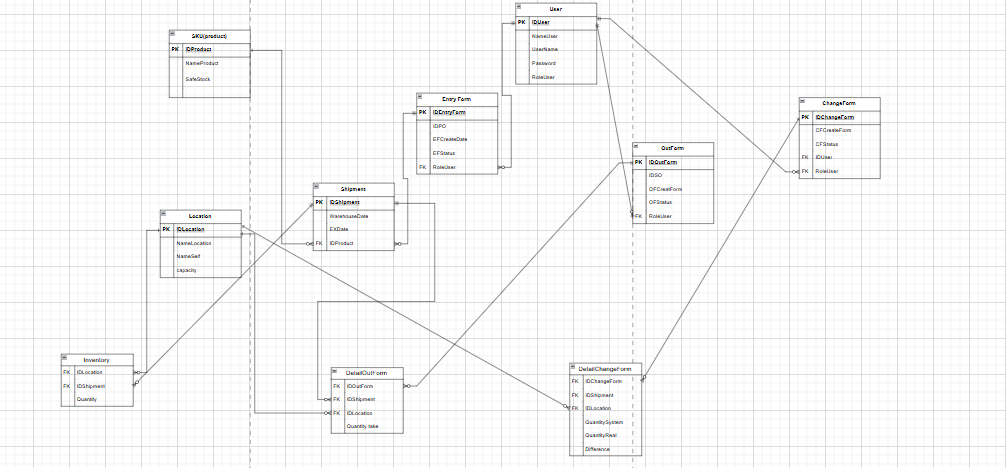 User
PK IDUser
NameUser
UserName
Password
RoleUser
SKU(product)
PK IDProduct
NameProduct
SafeStock
Entry Form
PK IDEntryForm
IDPO
EFCreateDate
EFStatus
FK RoleUser
ChangeForm
PK IDChangeForm
CFCreateForm
CFStatus
FK IDUser
FK RoleUser
OutForm
PK IDOutForm
IDSO
OFCreatForm
OFStatus
FK RoleUser
Shipment
PK IDShipment
WarehouseDate
EXDate
FK IDProduct
Location
PK IDLocation
NameLocation
NameSelf
capacity
Inventory
FK IDLocation
FK IDShipment
Quantity
DetailOutForm
FK IDOutForm
FK IDShipment
FK IDLocation
Quantity take
DetailChangeForm
FK IDChangeForm
FK IDShipment
FK IDLocation
QuantitySystem
QuantityReal
Difference